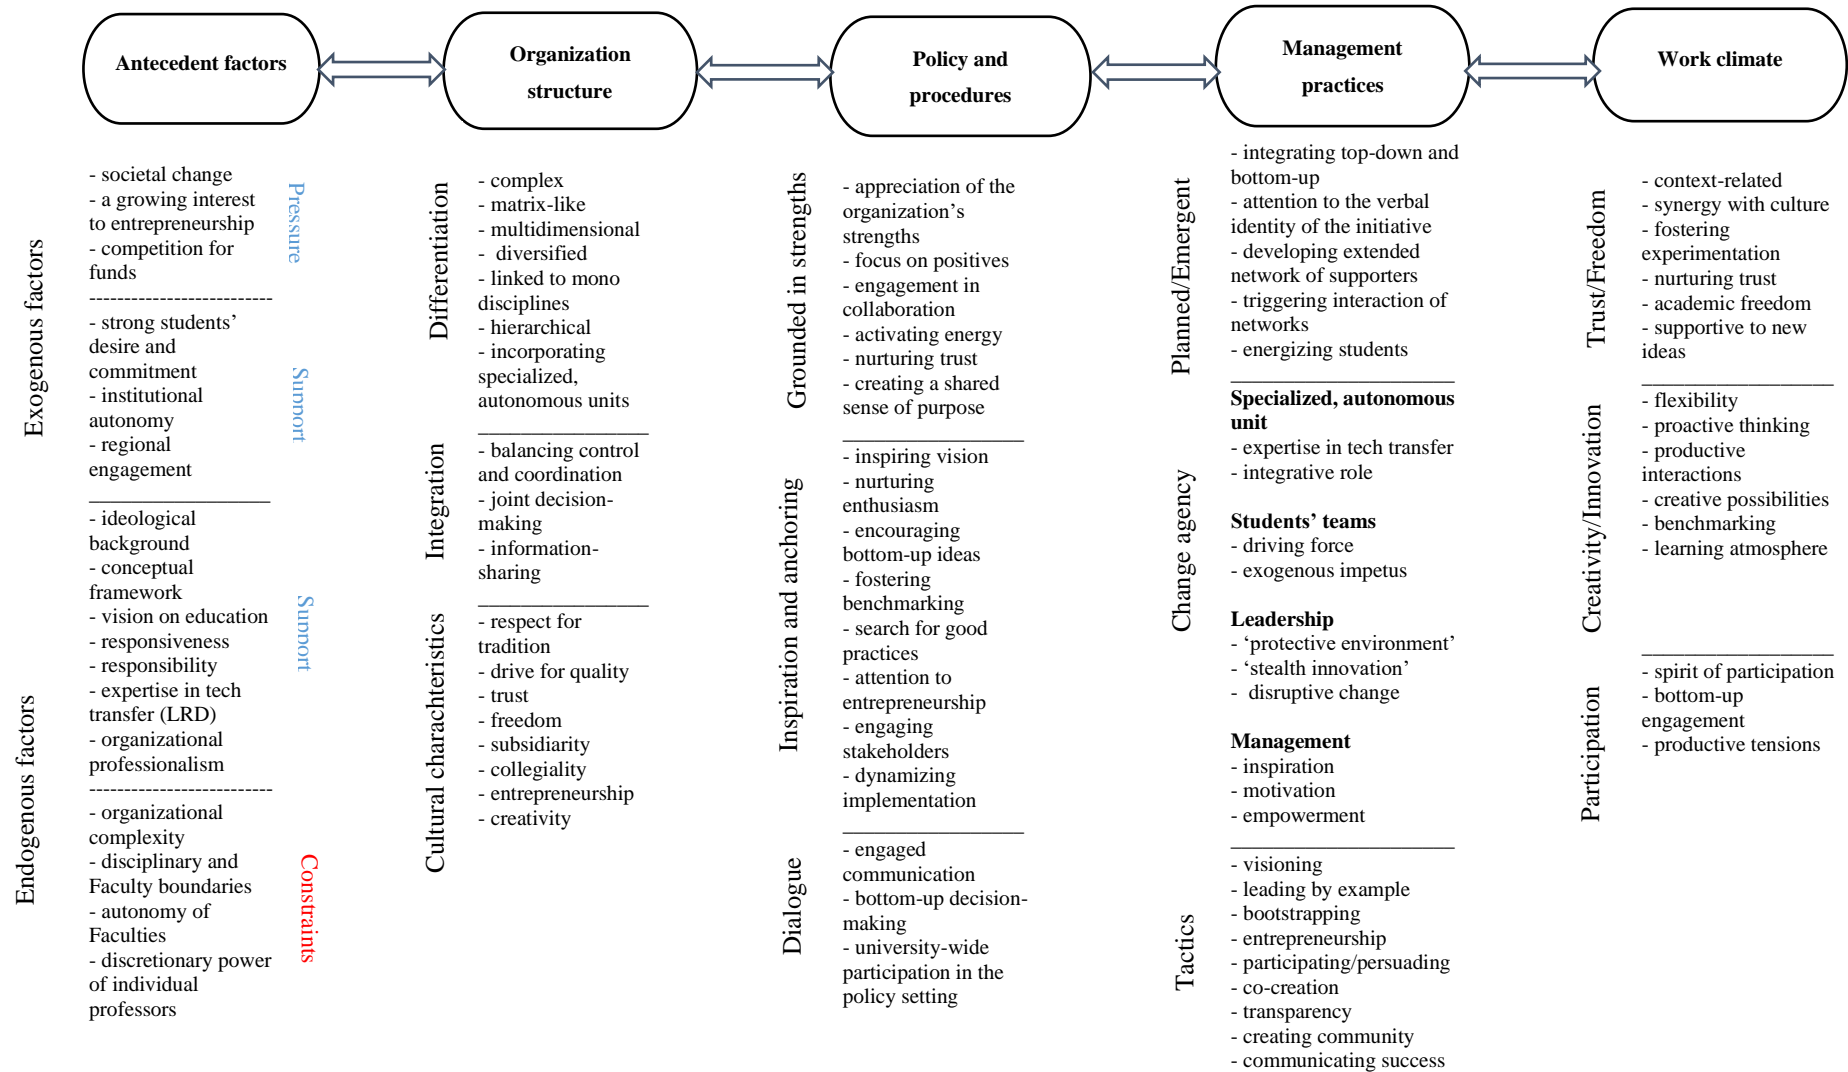 Antecedent factors
Organization
structure
Policy and
procedures
Management
practices
Work climate
Exogenous factors
- societal change
- a growing interest
to entrepreneurship
- competition for
funds
Pressure
---------------------------
- strong students’
desire and
commitment
- institutional
autonomy
- regional
engagement
Support
Endogenous factors
- ideological
background
- conceptual
framework
- vision on education
- responsiveness
- responsibility
- expertise in tech
transfer (LRD)
- organizational
professionalism
Support
---------------------------
- organizational
complexity
- disciplinary and
Faculty boundaries
- autonomy of
Faculties
- discretionary power
of individual
professors
Constraints
Differentiation
- complex
- matrix-like
- multidimensional
-  diversified
- linked to mono
disciplines
- hierarchical
- incorporating
specialized,
autonomous units
Integration
- balancing control
and coordination
- joint decision-
making
- information-
sharing
Cultural charachteristics
- respect for
tradition
- drive for quality
- trust
- freedom
- subsidiarity
- collegiality
- entrepreneurship
- creativity
Grounded in strengths
- appreciation of the
organization’s
strengths
- focus on positives
- engagement in
collaboration
- activating energy
- nurturing trust
- creating a shared
sense of purpose
Inspiration and anchoring
- inspiring vision
- nurturing
enthusiasm
- encouraging
bottom-up ideas
- fostering
benchmarking
- search for good
practices
- attention to
entrepreneurship
- engaging
stakeholders
- dynamizing
implementation
Dialogue
- engaged
communication
- bottom-up decision-
making
- university-wide
participation in the
policy setting
Planned/Emergent
- integrating top-down and
bottom-up
- attention to the verbal
identity of the initiative
- developing extended
network of supporters
- triggering interaction of
networks
- energizing students
Change agency
Specialized, autonomous
unit
- expertise in tech transfer
- integrative role
Students’ teams
- driving force
- exogenous impetus
Leadership
- ‘protective environment’
- ‘stealth innovation’
-  disruptive change
Management
- inspiration
- motivation
- empowerment
Tactics
- visioning
- leading by example
- bootstrapping
- entrepreneurship
- participating/persuading
- co-creation
- transparency
- creating community
- communicating success
Trust/Freedom
- context-related
- synergy with culture
- fostering
experimentation
- nurturing trust
- academic freedom
- supportive to new
ideas
Creativity/Innovation
- flexibility
- proactive thinking
- productive
interactions
- creative possibilities
- benchmarking
- learning atmosphere
Participation
- spirit of participation
- bottom-up
engagement
- productive tensions